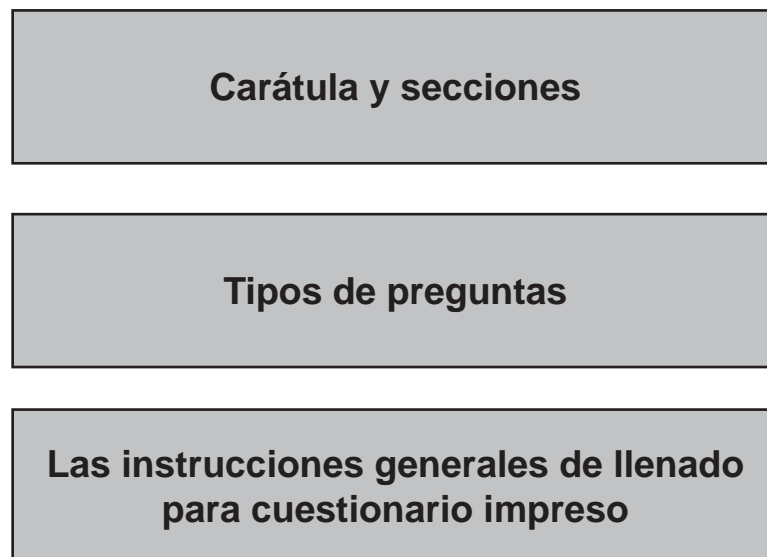 Carátula y secciones
Tipos de preguntas
Las instrucciones generales de llenado
para cuestionario impreso